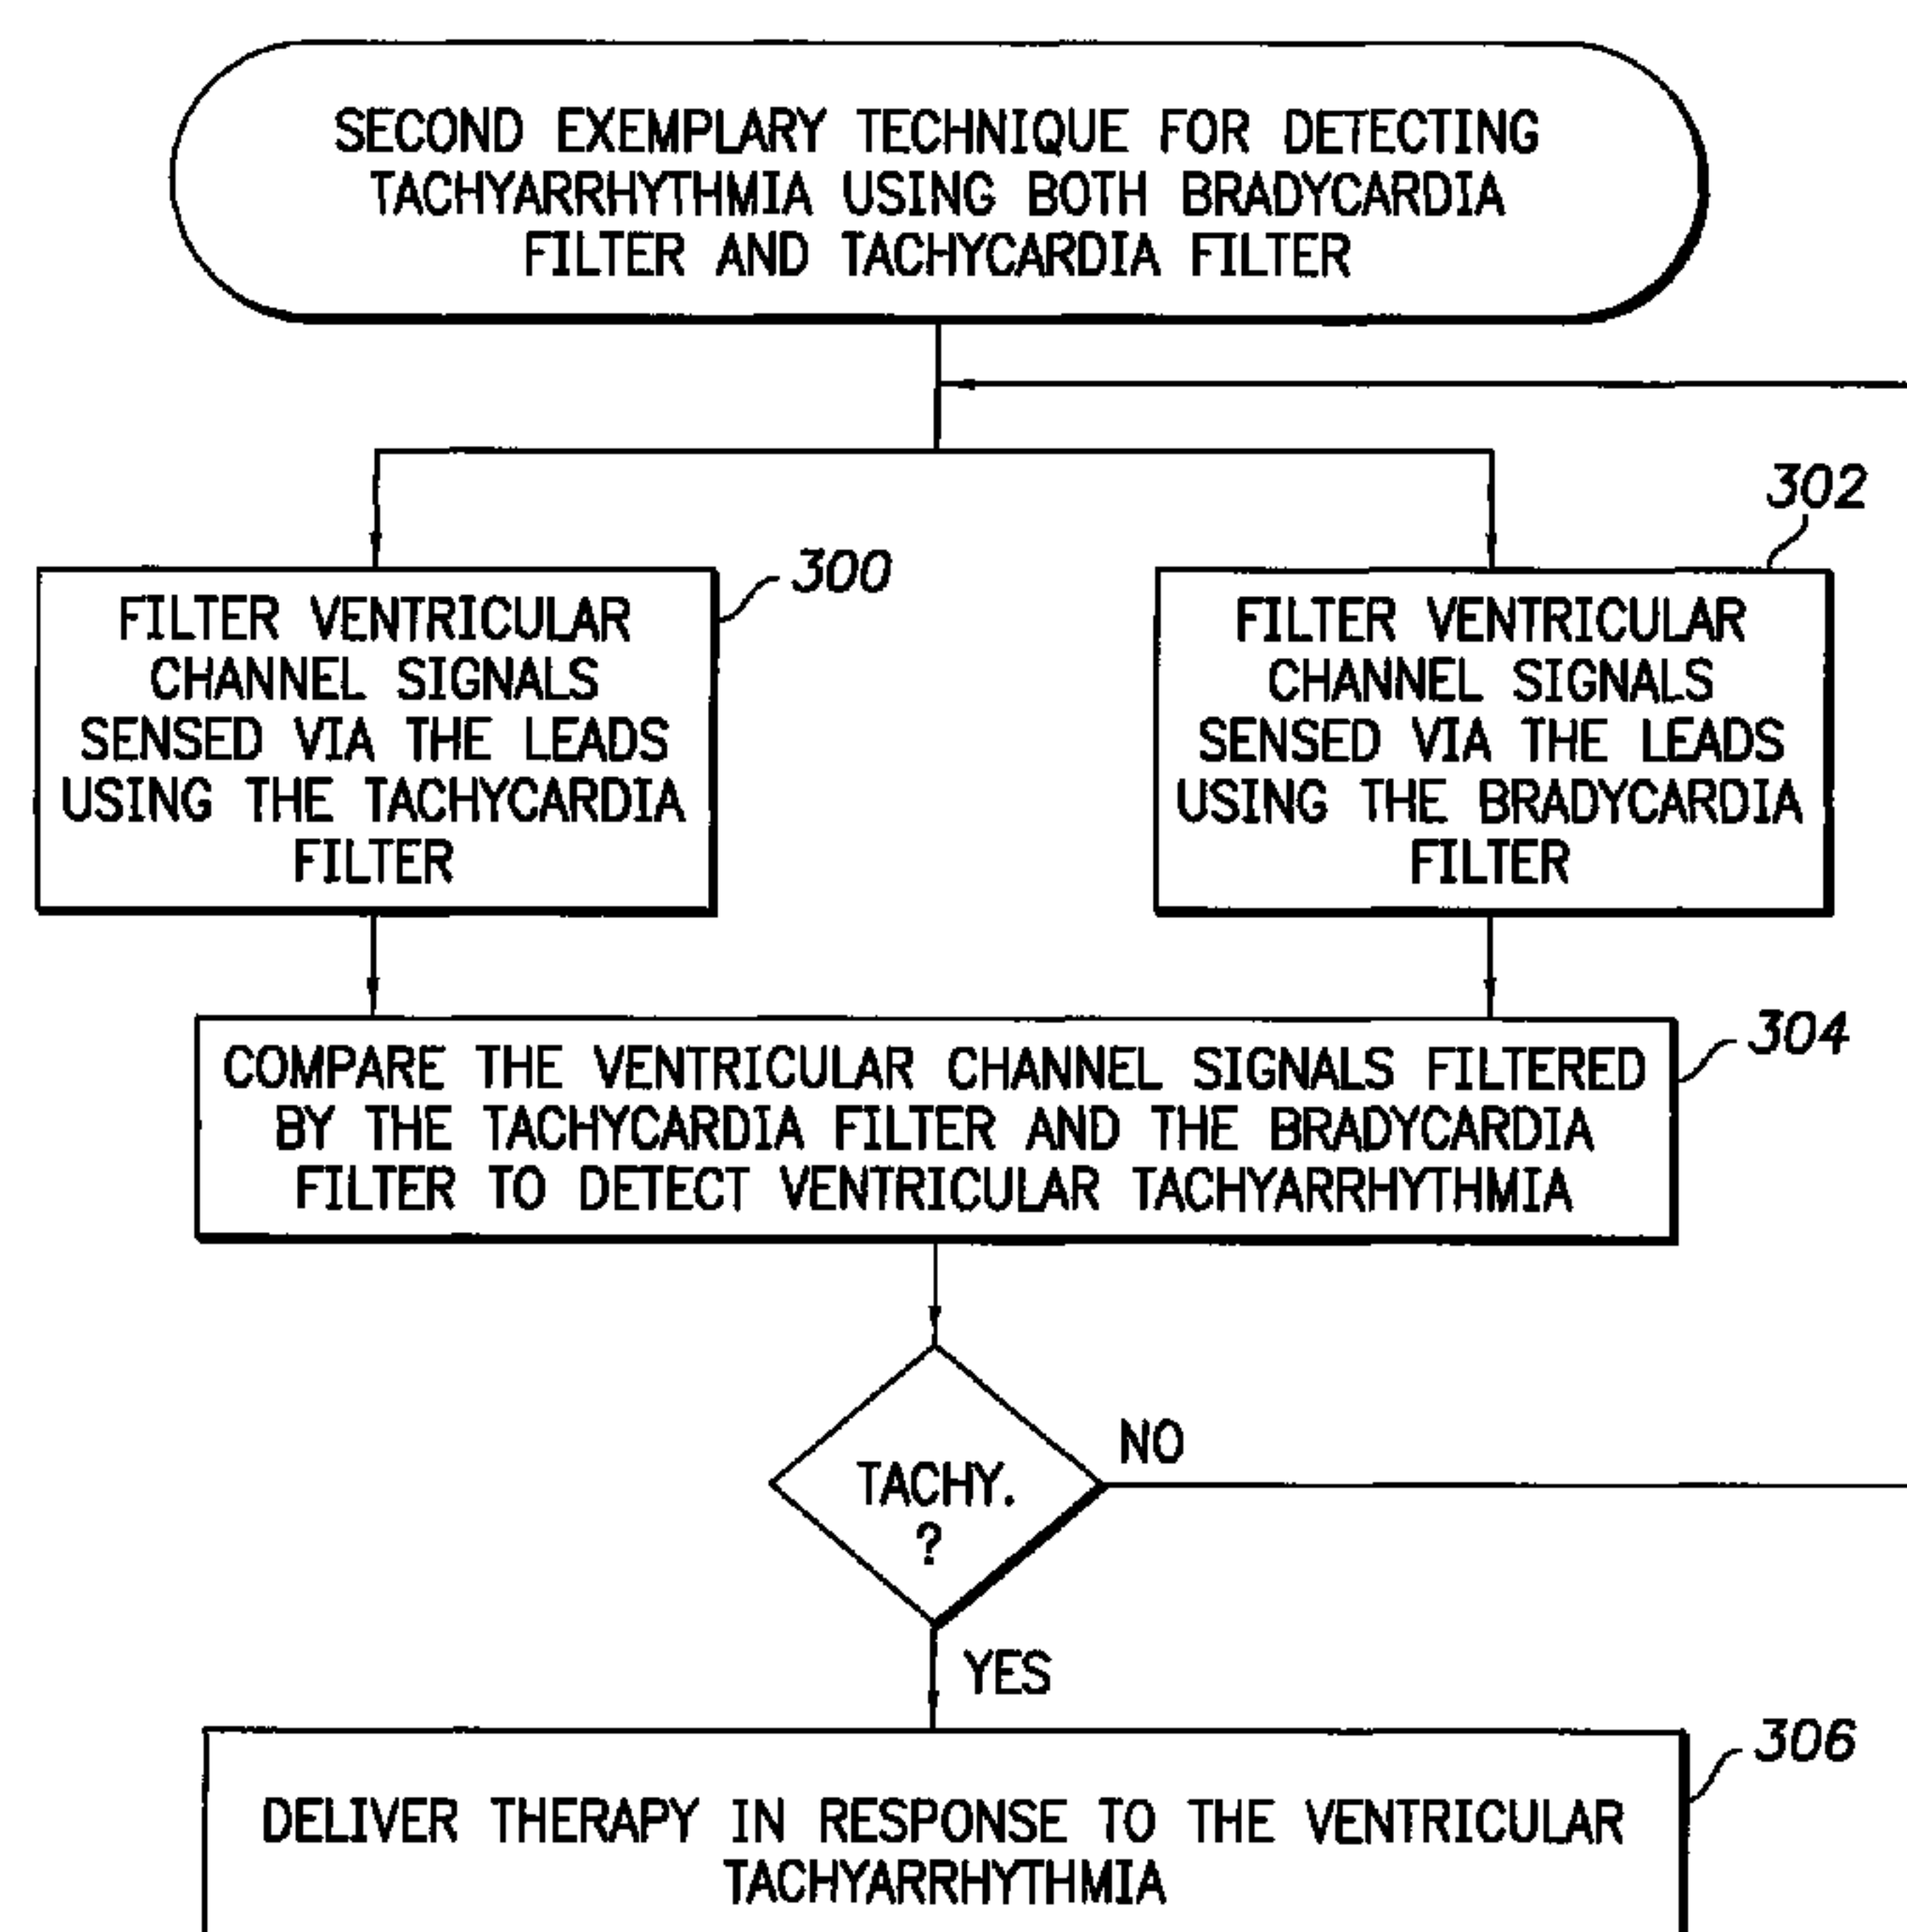 SECOND EXEMPLARY TECHNIQUE FOR DETECTING
TACHYARRHYTHMIA USING BOTH BRADYCARDIA
FILTER AND TACHYCARDIA FILTER
300
FILTER VENTRICULAR
CHANNEL SIGNALS
SENSED VIA THE LEADS
USING THE TACHYCARDIA
FILTER
302
FILTER VENTRICULAR
CHANNEL SIGNALS
SENSED VIA THE LEADS
USING THE BRADYCARDIA
FILTER
304
COMPARE THE VENTRICULAR CHANNEL SIGNALS FILTERED
BY THE TACHYCARDIA FILTER AND THE BRADYCARDIA
FILTER TO DETECT VENTRICULAR TACHYARRHYTHMIA
TACHY.
?
NO
YES
306
DELIVER THERAPY IN RESPONSE TO THE VENTRICULAR
TACHYARRHYTHMIA